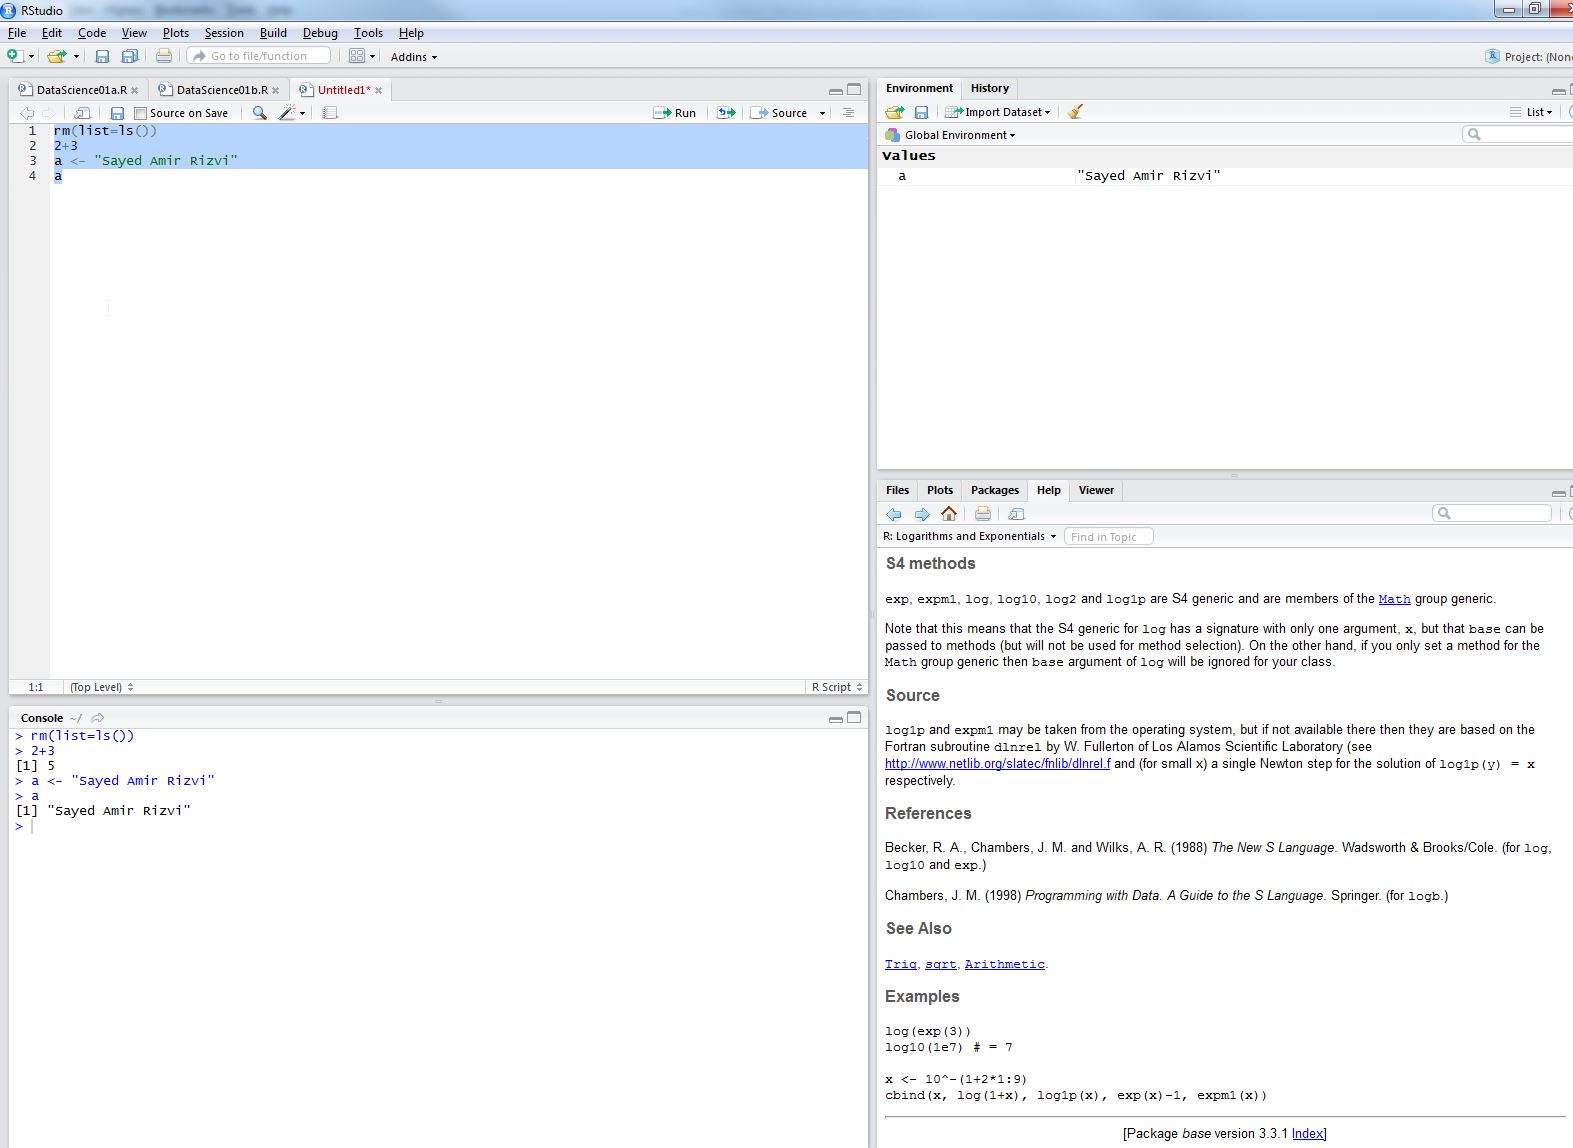 RStudio
File Edit Code View Plots Session Build Debug Tools Help
Go to file/function Addins Project: (None
DataScience01a.R DataScience01b.R Untitled1*
Source on Save Run Source
1 rm(list=ls())
2 2+3
3 a <- "Sayed Amir Rizvi"
4 a
1:1 (Top Level) R Script
Console ~/
> rm(list=ls())
> 2+3
[1] 5
> a <- "Sayed Amir Rizvi"
> a
[1] "Sayed Amir Rizvi"
>
Environment History
Import Dataset List
Global Environment
Values
a "Sayed Amir Rizvi"
Files Plots Packages Help Viewer
R: Logarithms and Exponentials Find in Topic
S4 methods
exp, expm1, log, log10, log2 and log1p are S4 generic and are members of the Math group generic.
Note that this means that the S4 generic for log has a signature with only one argument, x, but that base can be
passed to methods (but will not be used for method selection). On the other hand, if you only set a method for the
Math group generic then base argument of log will be ignored for your class.
Source
log1p and expm1 may be taken from the operating system, but if not available there then they are based on the
Fortran subroutine dlnrel by W. Fullerton of Los Alamos Scientific Laboratory (see
http://www.netlib.org/slatec/fnlib/dlnrel.f and (for small x) a single Newton step for the solution of log1p(y) = x
respectively.
References
Becker, R. A., Chambers, J. M. and Wilks, A. R. (1988) The New S Language. Wadsworth & Brooks/Cole. (for log,
log10 and exp.)
Chambers, J. M. (1998) Programming with Data. A Guide to the S Language. Springer. (for logb.)
See Also
Trig, sqrt, Arithmetic.
Examples
log(exp(3))
log10(1e7) # = 7
x <- 10^-(1+2*1:9)
cbind(x, log(1+x), log1p(x), exp(x)-1, expm1(x))
[Package base version 3.3.1 Index]